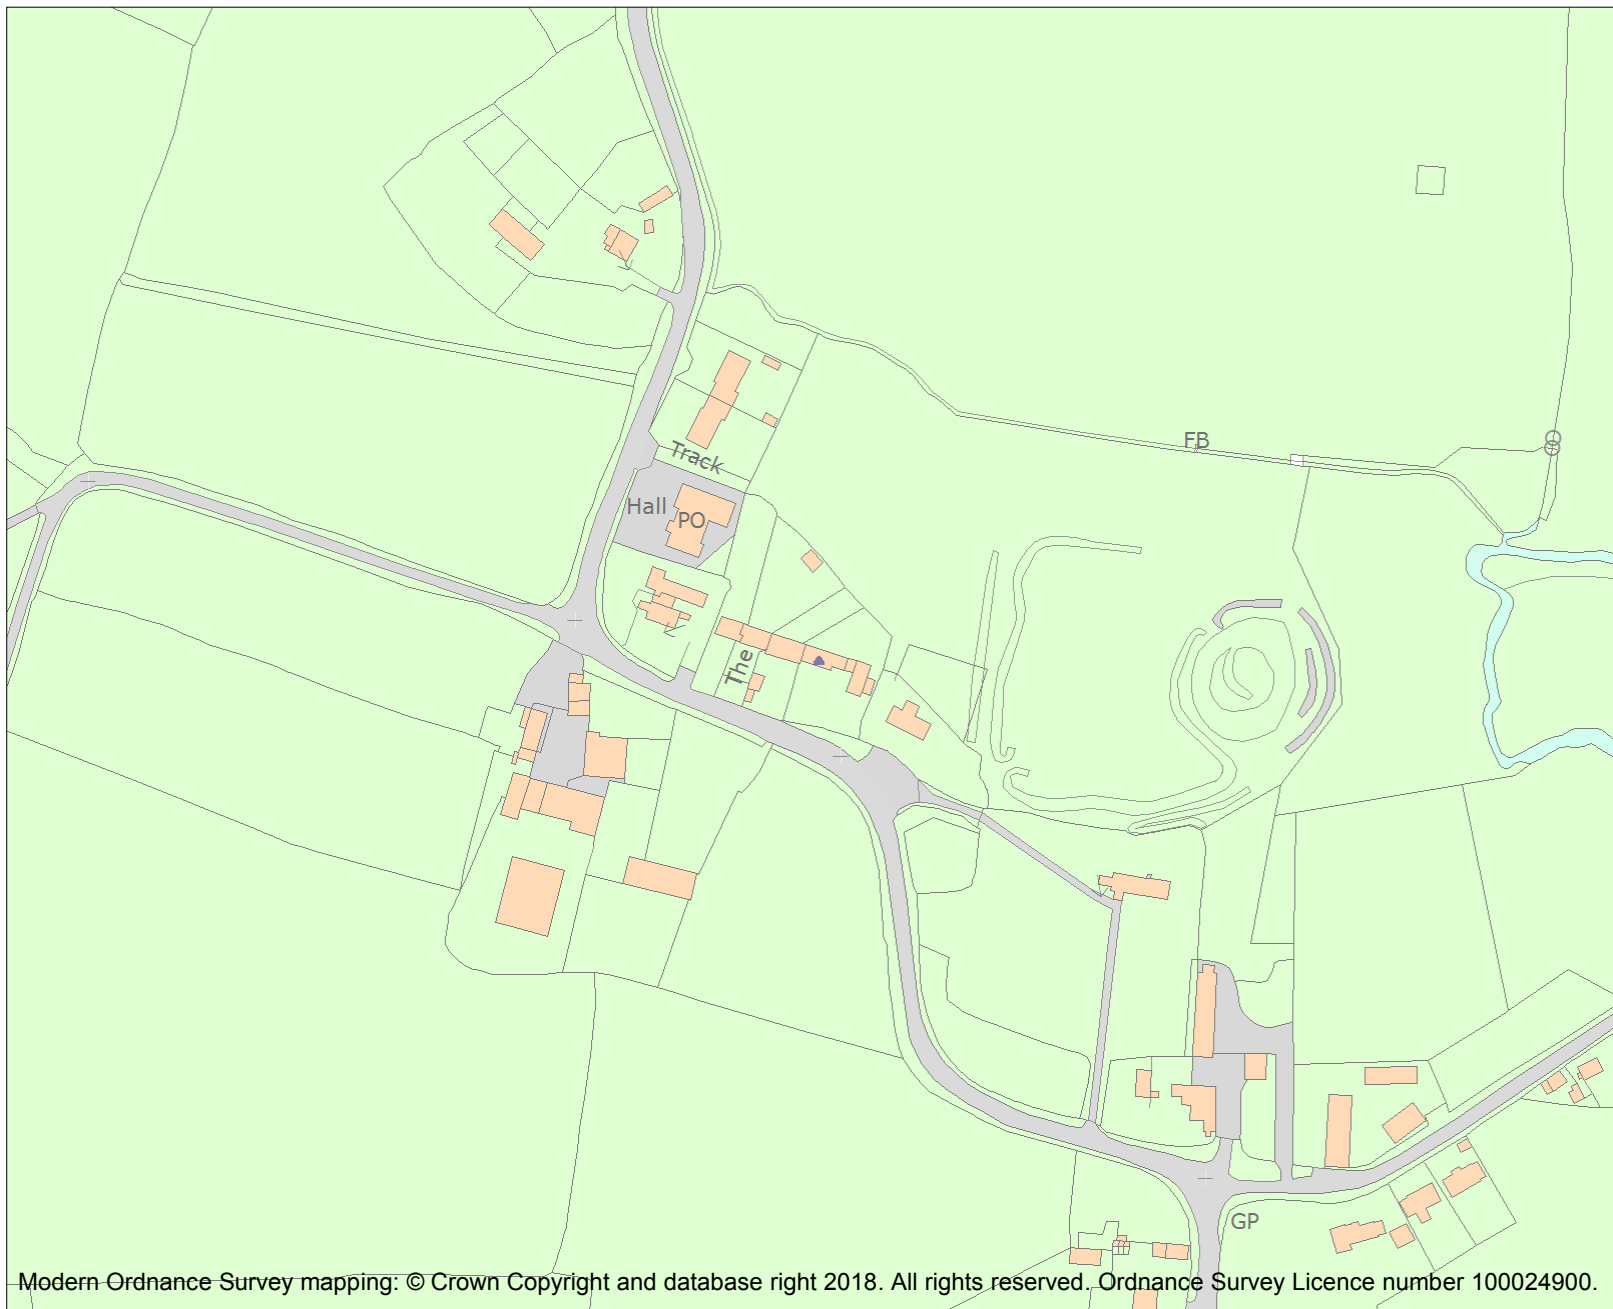 FB
Track
Hall
PO
The
GP
Modern Ordnance Survey mapping: © Crown Copyright and database right 2018. All rights reserved. Ordnance Survey Licence number 100024900.